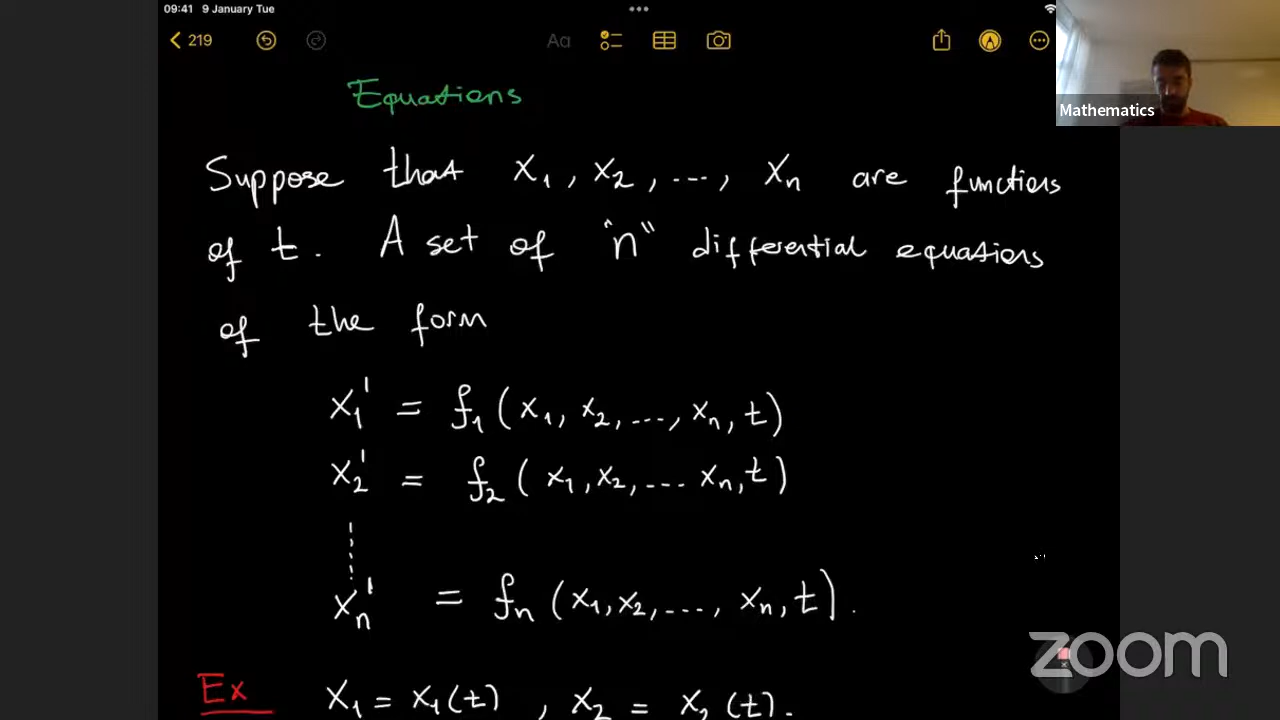 09:41 9 January Tue
219
Aa
Mathematics
Equations
Suppose that x₁, x₂, ..., xₙ are functions
of t. A set of "n" differential equations
of the form
x₁' = f₁(x₁, x₂, ..., xₙ, t)
x₂' = f₂(x₁, x₂, ... xₙ, t)
xₙ' = fₙ(x₁, x₂, ..., xₙ, t).
Ex x₁ = x₁(t), x₂ = x₂(t).
zoom